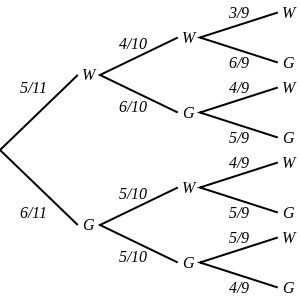 3/9 W
4/10 W
6/9 G
5/11 W
4/9 W
6/10 G
5/9 G
4/9 W
5/10 W
6/11 G
5/9 G
5/9 W
5/10 G
4/9 G